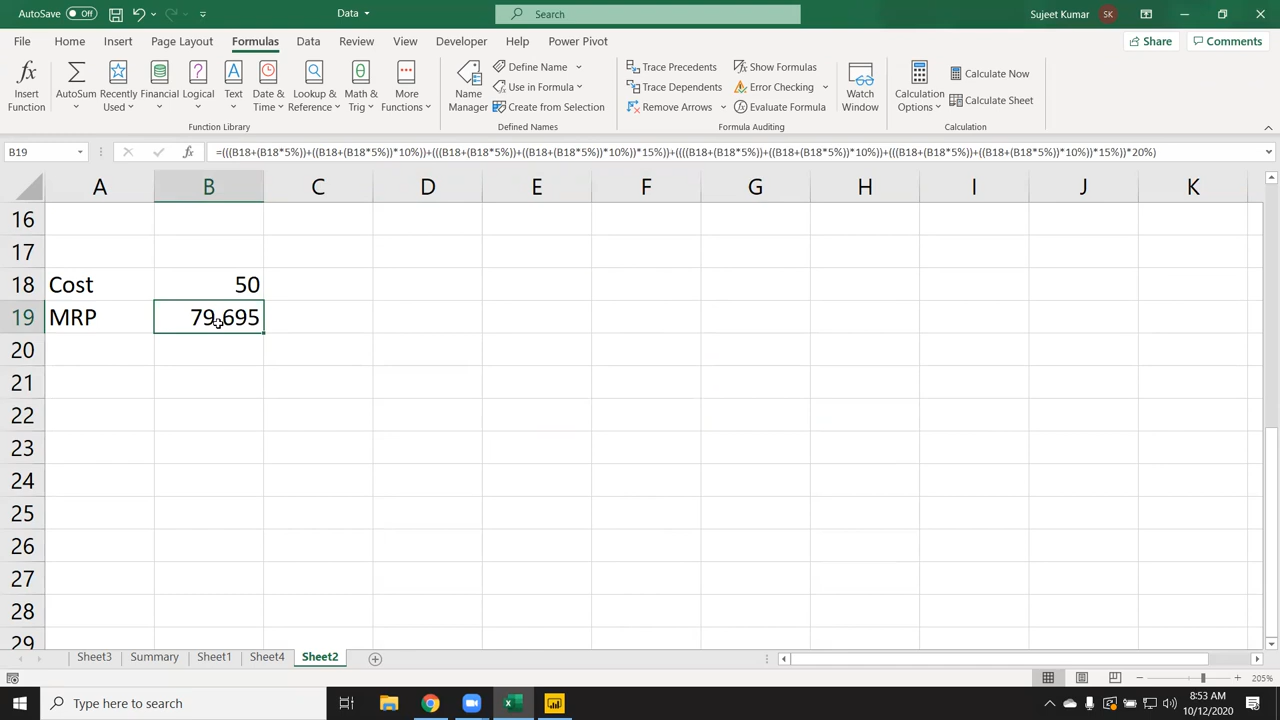 AutoSave Off
Data
Search
Sujeet Kumar SK
File Home Insert Page Layout Formulas Data Review View Developer Help Power Pivot Share Comments
Insert Function
AutoSum
Recently Used
Financial
Logical
Text
Date & Time
Lookup & Reference
Math & Trig
More Functions
Function Library
Name Manager
Define Name
Use in Formula
Create from Selection
Defined Names
Trace Precedents
Trace Dependents
Remove Arrows
Show Formulas
Error Checking
Evaluate Formula
Formula Auditing
Watch Window
Calculation Options
Calculate Now
Calculate Sheet
Calculation
B19 fx =(((B18+(B18*5%))+((B18+(B18*5%))*10%))+(((B18+(B18*5%))+((B18+(B18*5%))*10%))*15%))+((((B18+(B18*5%))+((B18+(B18*5%))*10%))+(((B18+(B18*5%))+((B18+(B18*5%))*10%))*15%))*20%)
A B C D E F G H I J K
16
17
18 Cost 50
19 MRP 79.695
20
21
22
23
24
25
26
27
28
29
Sheet3 Summary Sheet1 Sheet4 Sheet2
205%
Type here to search
8:53 AM
10/12/2020